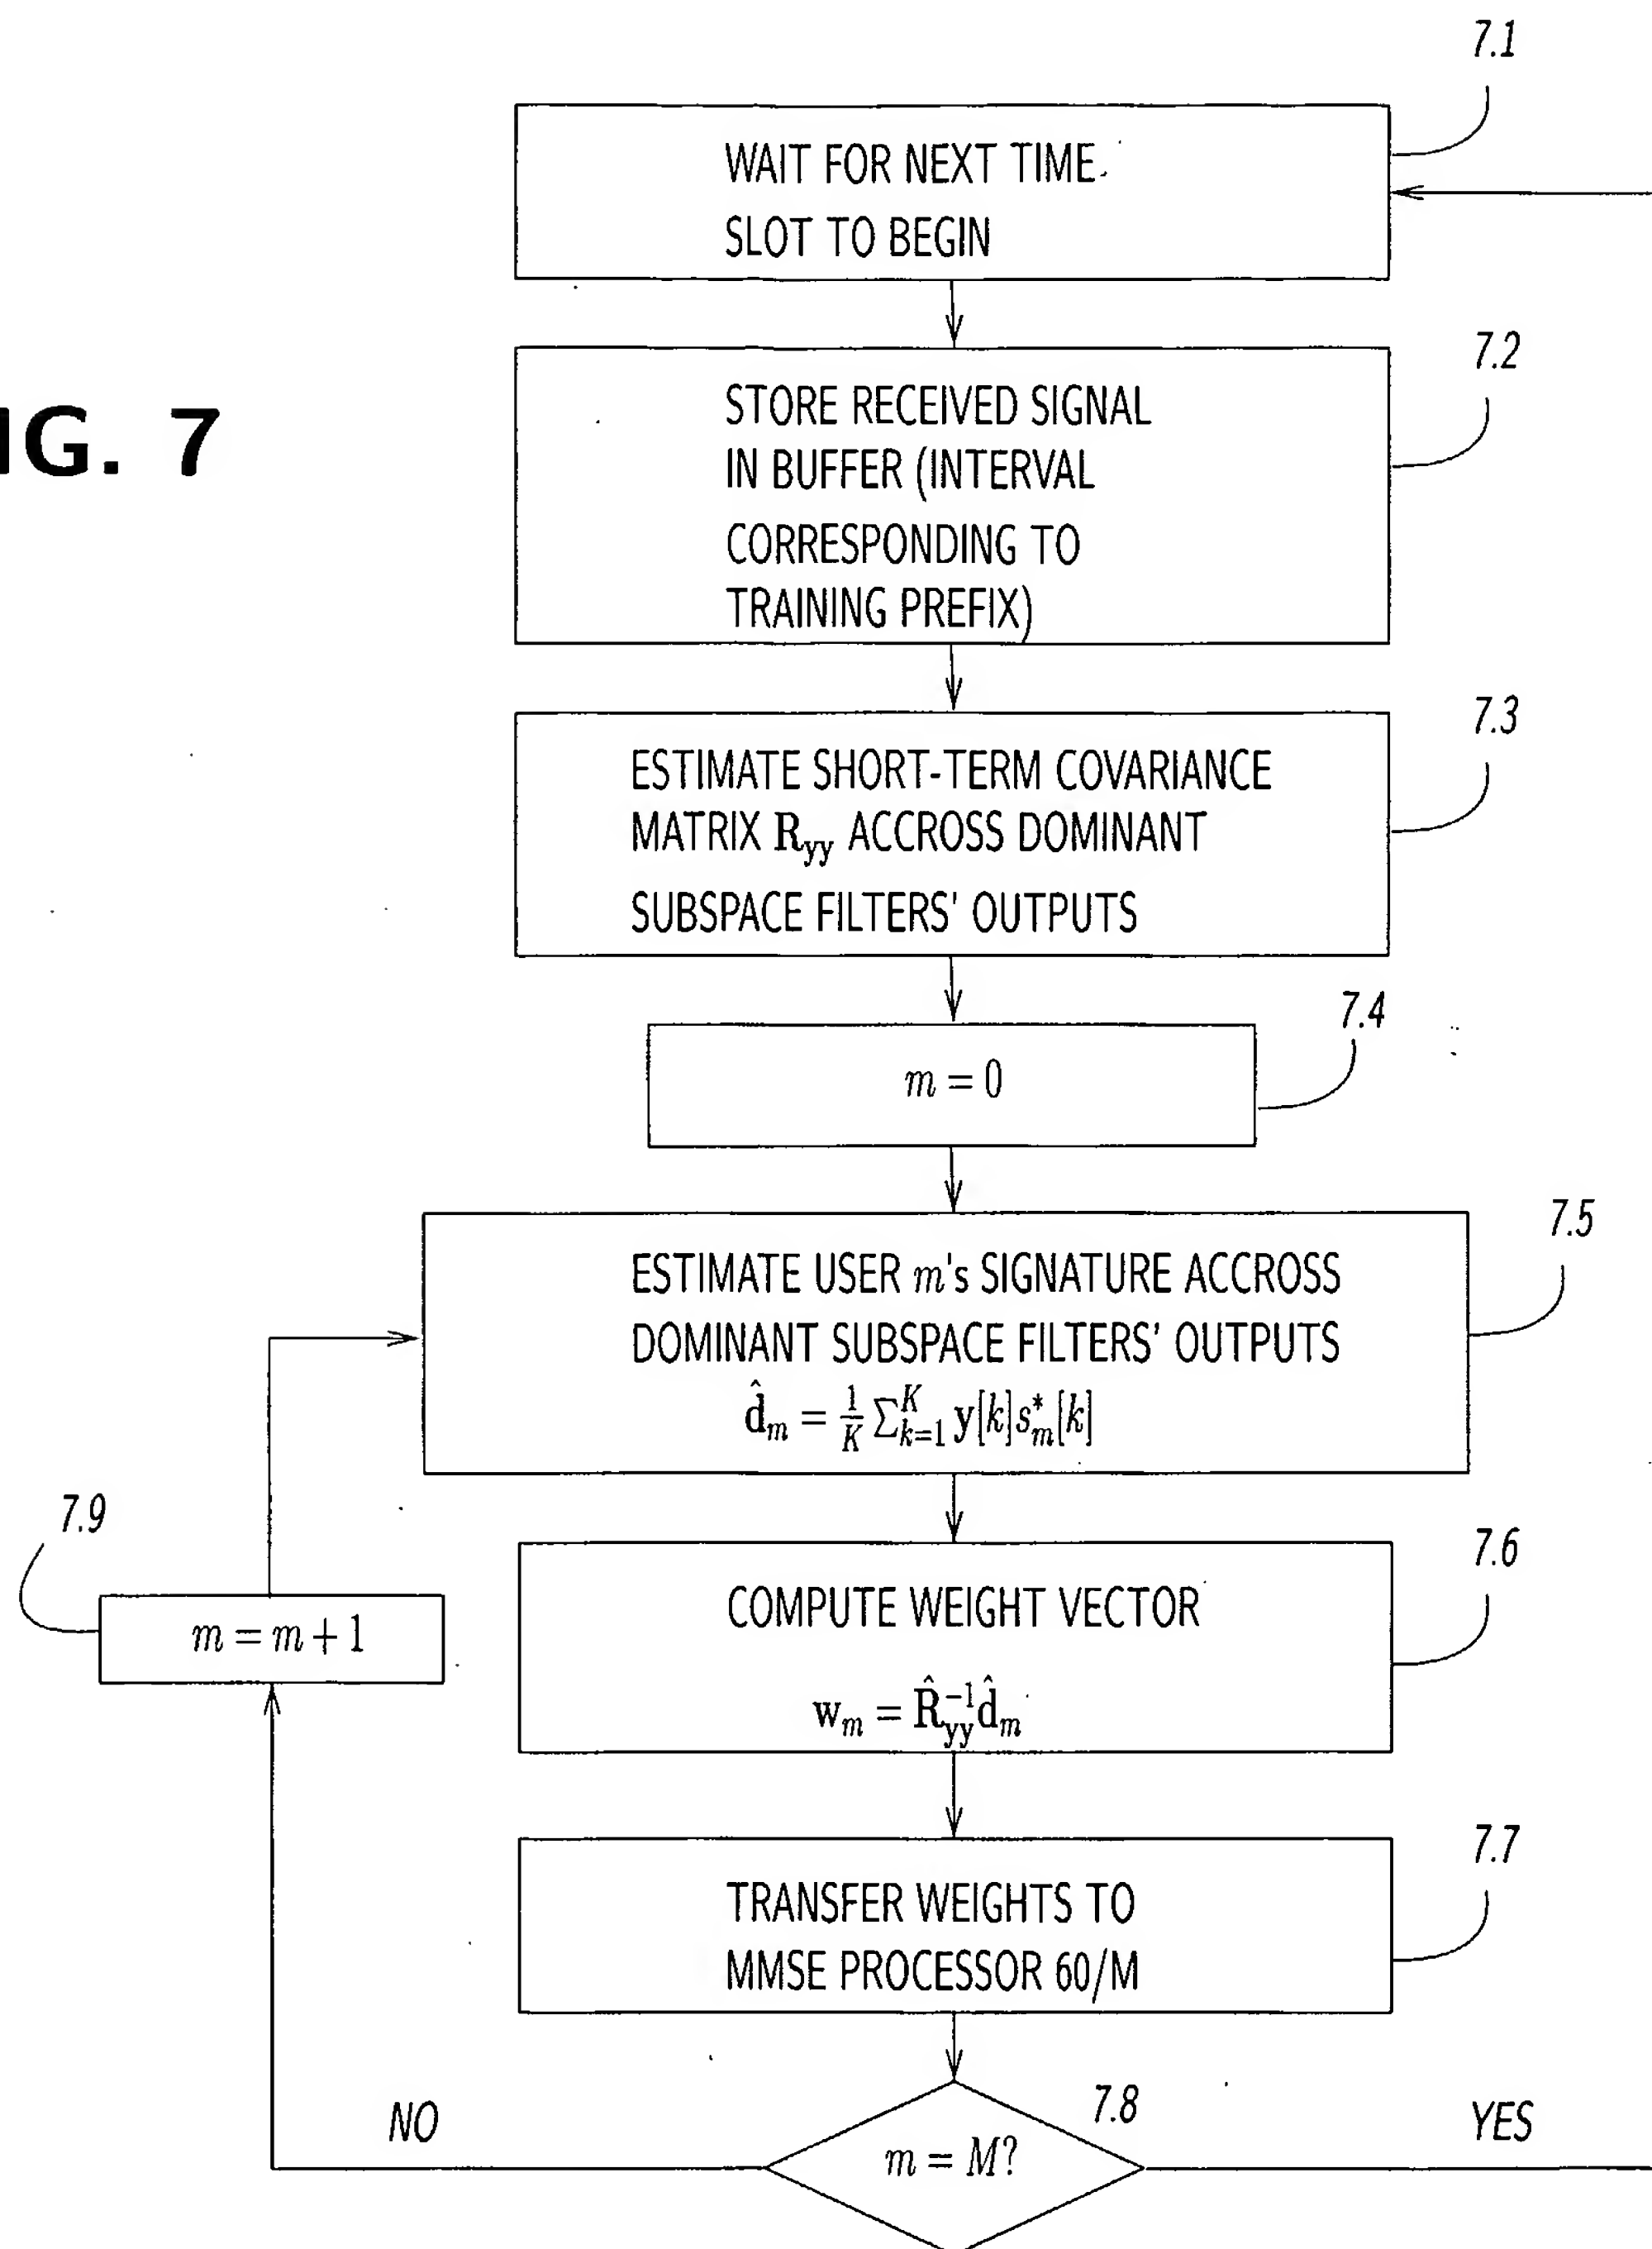 7.1
WAIT FOR NEXT TIME
SLOT TO BEGIN
7.2
IG. 7
STORE RECEIVED SIGNAL
IN BUFFER (INTERVAL
CORRESPONDING TO
TRAINING PREFIX)
7.3
ESTIMATE SHORT-TERM COVARIANCE
MATRIX R_yy ACCROSS DOMINANT
SUBSPACE FILTERS' OUTPUTS
7.4
m = 0
7.5
ESTIMATE USER m's SIGNATURE ACCROSS
DOMINANT SUBSPACE FILTERS' OUTPUTS
d̂_m = 1/K ∑_{k=1}^{K} y[k]s*_m[k]
7.9
m = m + 1
7.6
COMPUTE WEIGHT VECTOR
w_m = R̂_yy^{-1} d̂_m
7.7
TRANSFER WEIGHTS TO
MMSE PROCESSOR 60/M
7.8
NO
m = M?
YES